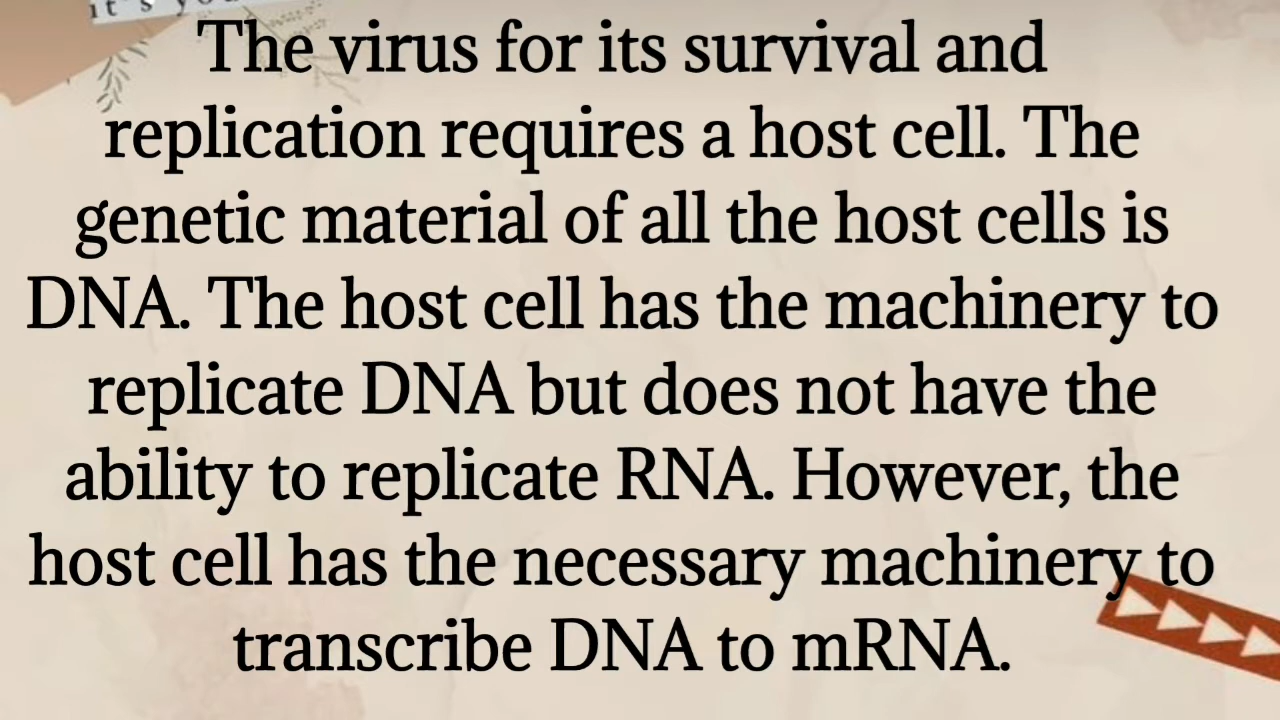 it's you
The virus for its survival and
replication requires a host cell. The
genetic material of all the host cells is
DNA. The host cell has the machinery to
replicate DNA but does not have the
ability to replicate RNA. However, the
host cell has the necessary machinery to
transcribe DNA to mRNA.